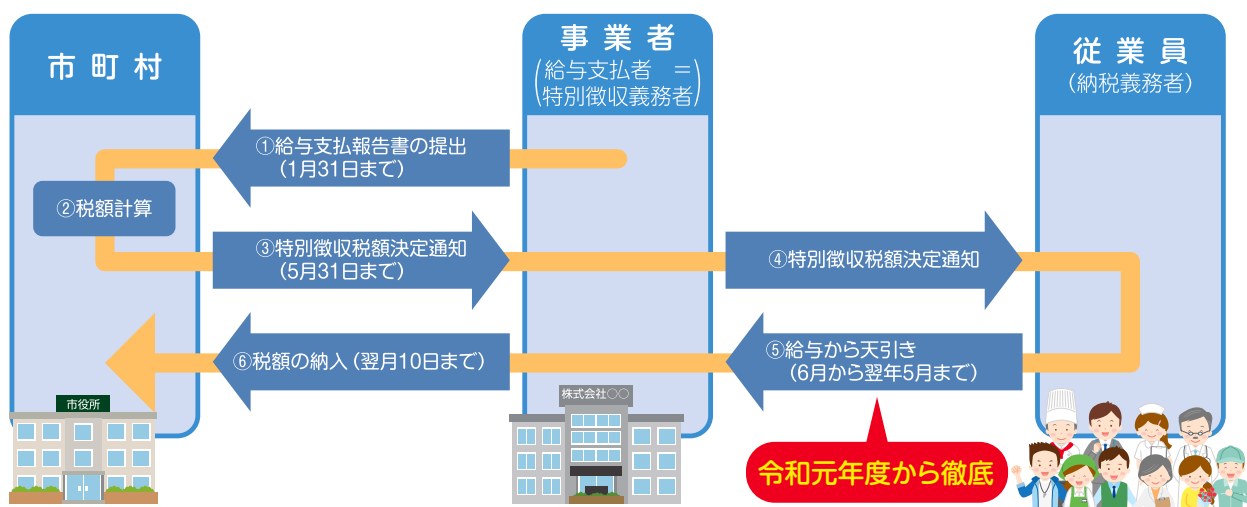 市町村
事業者
(給与支払者　＝
特別徴収義務者)
従業員
(納税義務者)
①給与支払報告書の提出
(1月31日まで)
②税額計算
③特別徴収税額決定通知
(5月31日まで)
④特別徴収税額決定通知
⑤給与から天引き
(6月から翌年5月まで)
⑥税額の納入(翌月10日まで)
令和元年度から徹底
市役所
株式会社○○